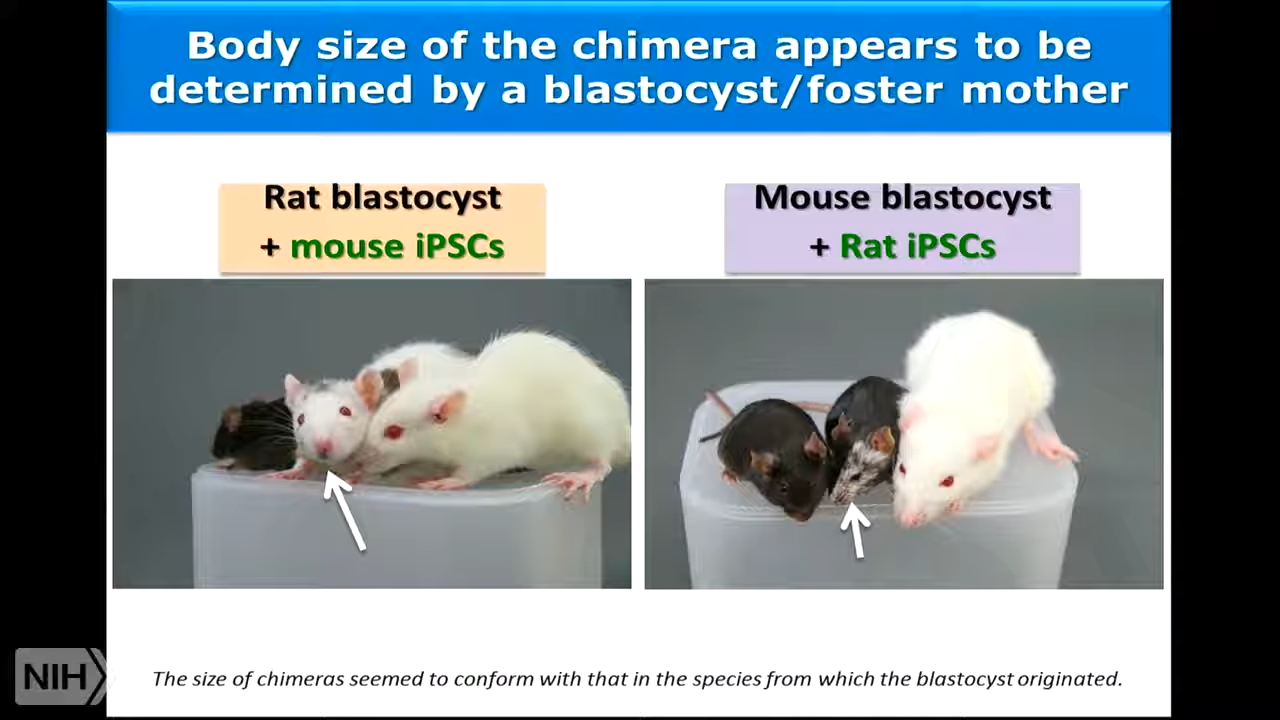 Body size of the chimera appears to be
determined by a blastocyst/foster mother
Rat blastocyst
+ mouse iPSCs
Mouse blastocyst
+ Rat iPSCs
NIH
The size of chimeras seemed to conform with that in the species from which the blastocyst originated.